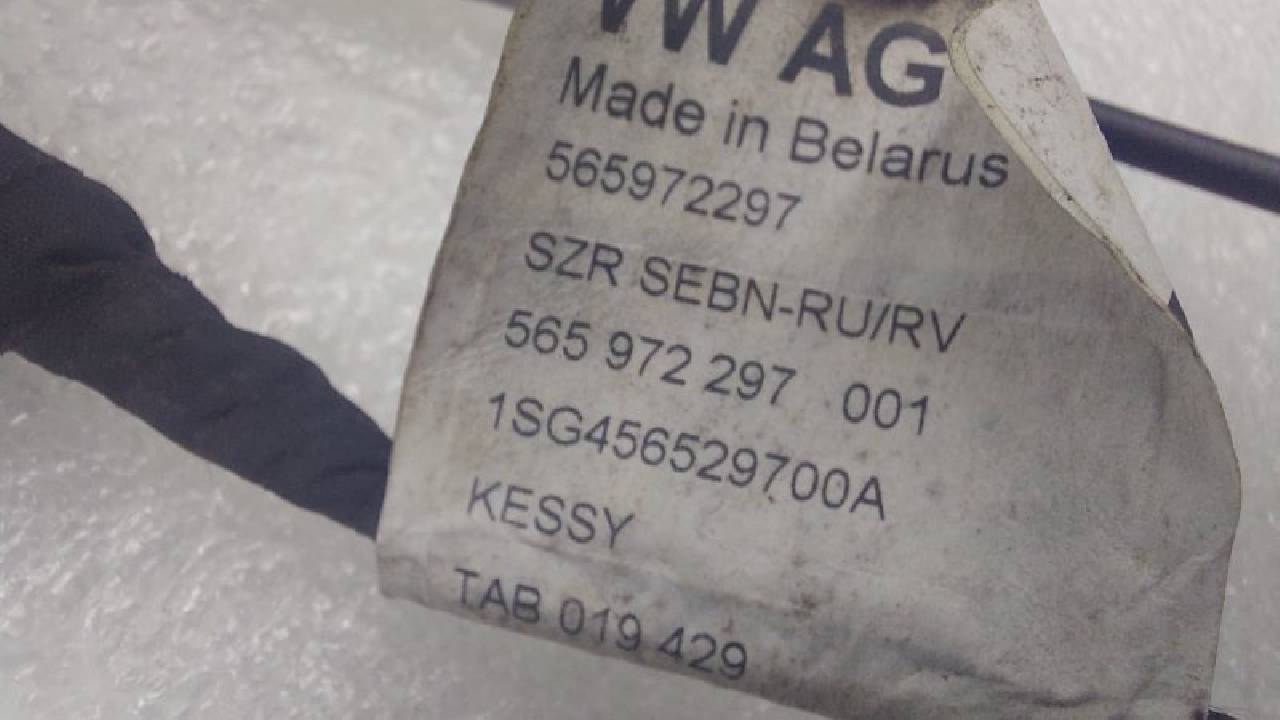 VW AG
Made in Belarus
565972297
SZR SEBN-RU/RV
565 972 297 001
1SG456529700A
KESSY
TAB 019 429